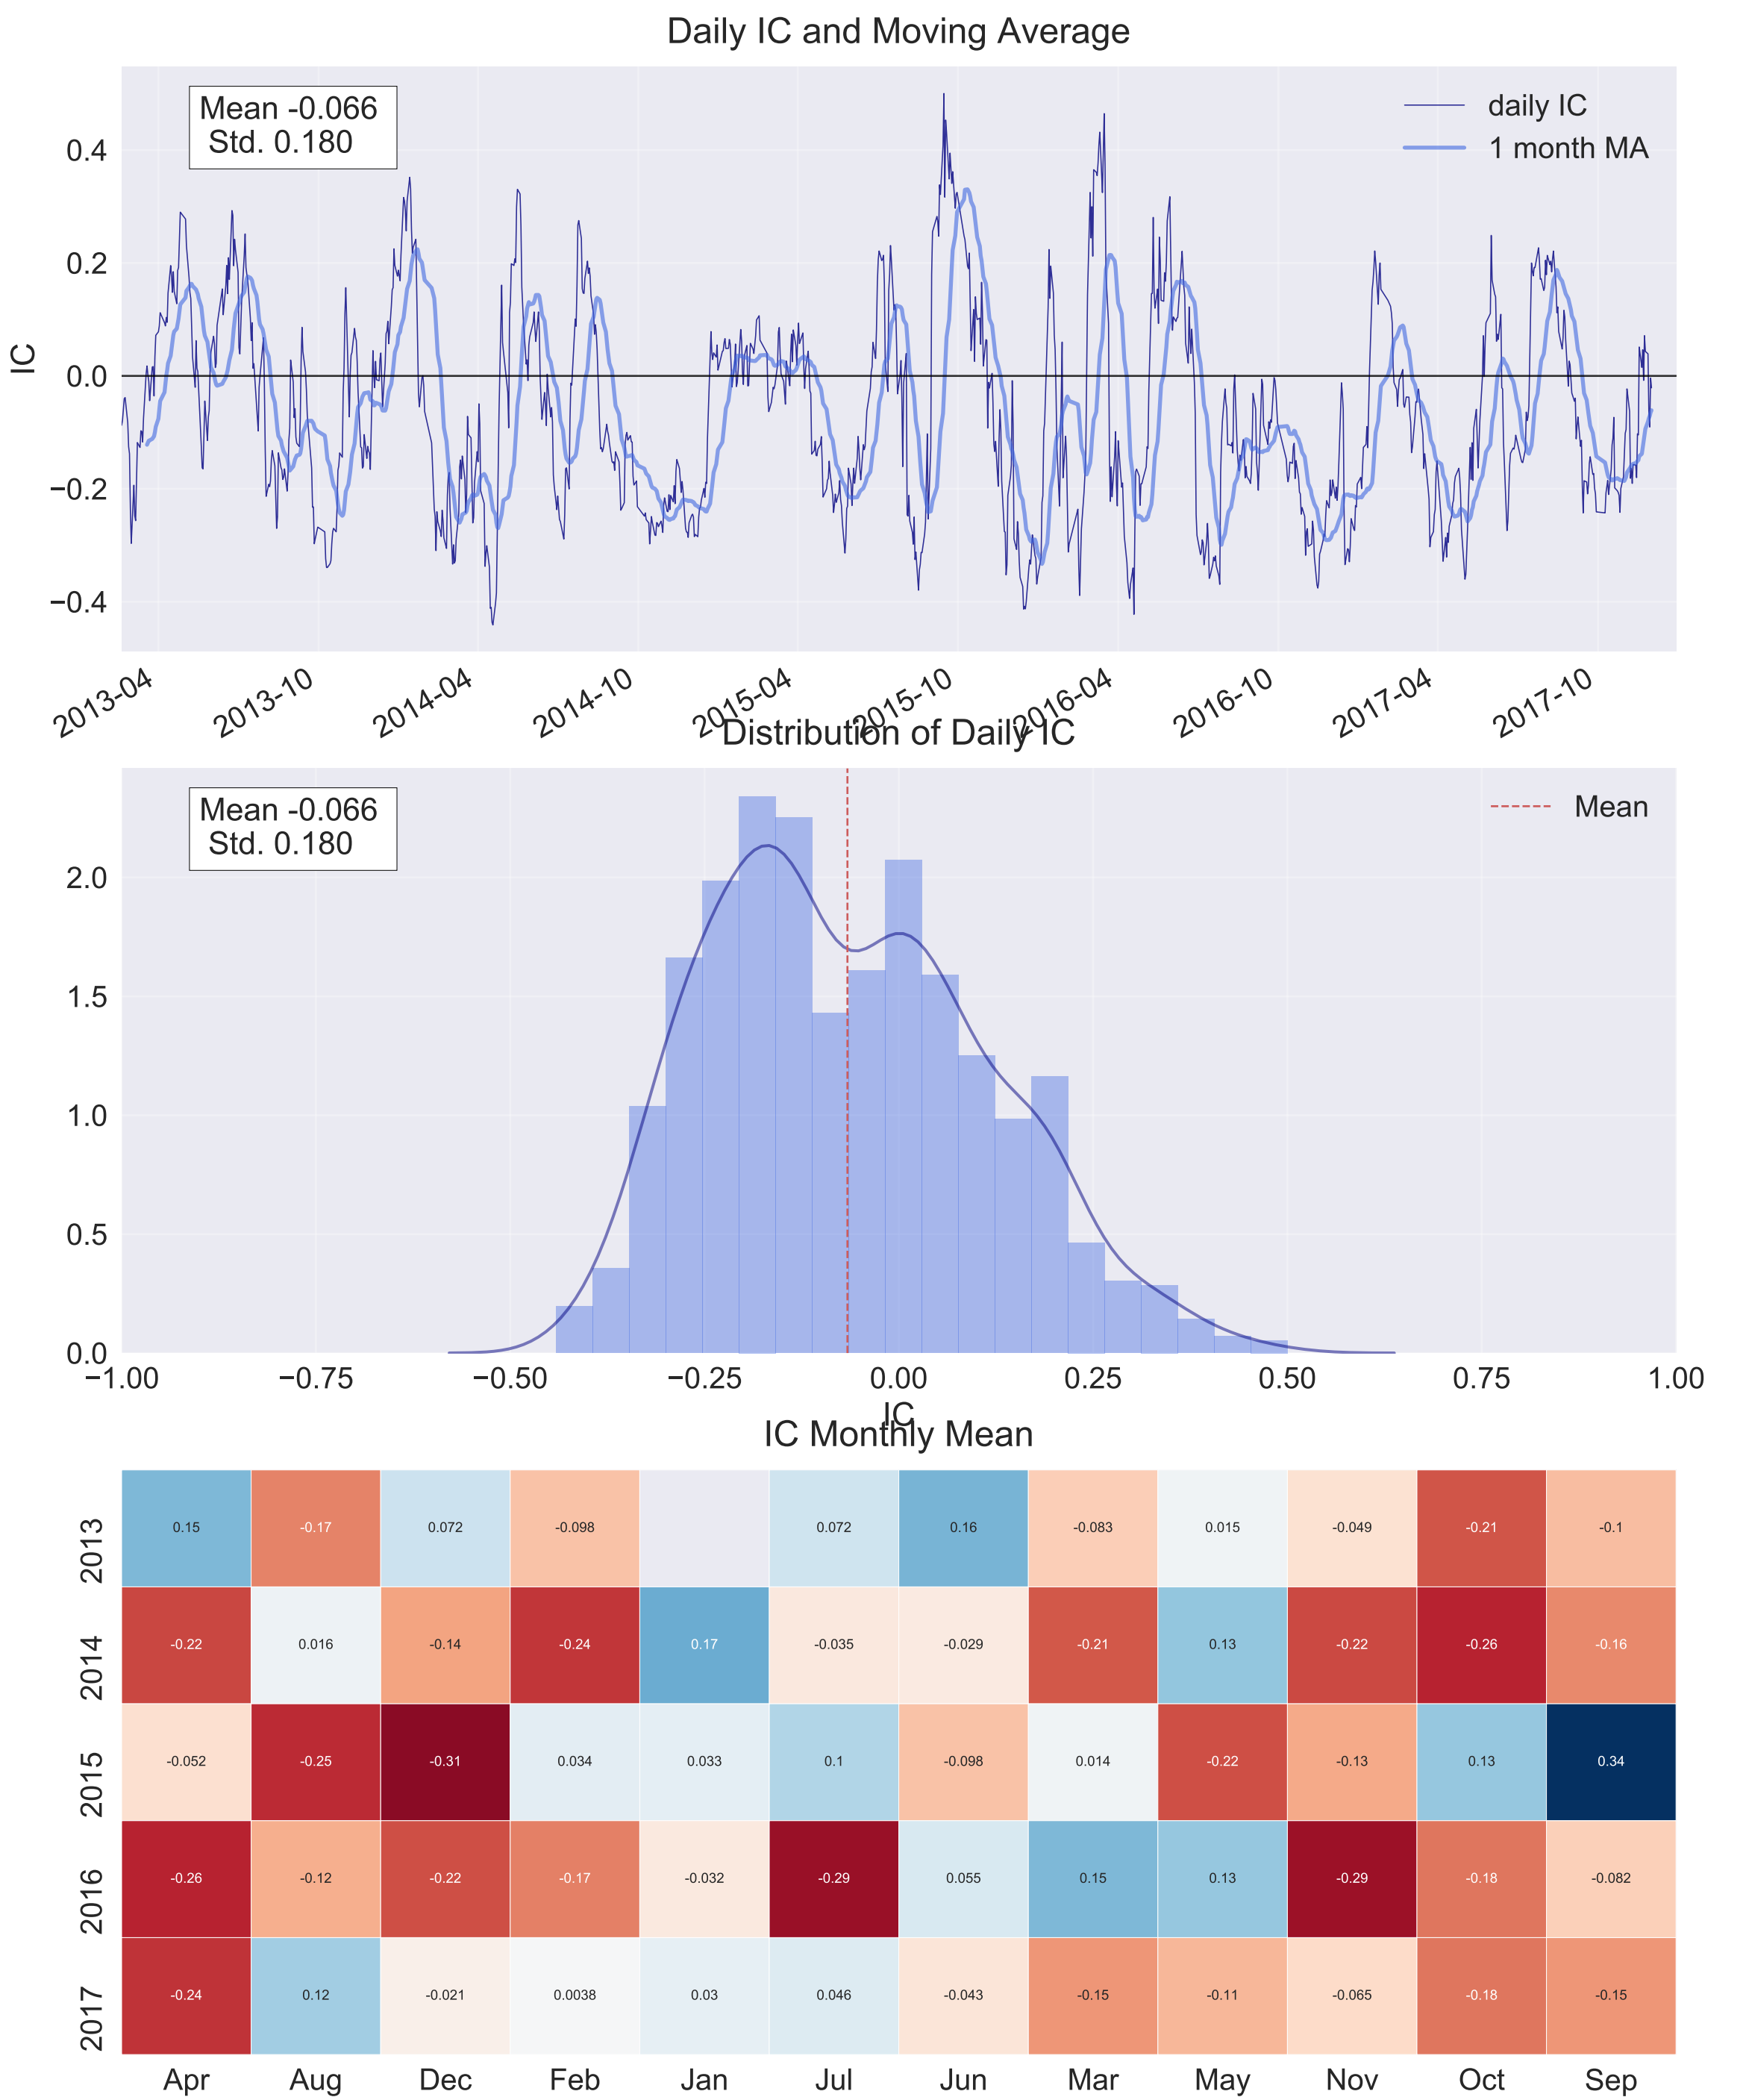 Daily IC and Moving Average
Mean -0.066
Std. 0.180
daily IC
1 month MA
IC
0.4
0.2
0.0
−0.2
−0.4
2013-04 2013-10 2014-04 2014-10 2015-04 2015-10 2016-04 2016-10 2017-04 2017-10
Distribution of Daily IC
Mean -0.066
Std. 0.180
Mean
2.0
1.5
1.0
0.5
0.0
−1.00 −0.75 −0.50 −0.25 0.00 0.25 0.50 0.75 1.00
IC
IC Monthly Mean
2013 0.15 -0.17 0.072 -0.098 0.072 0.16 -0.083 0.015 -0.049 -0.21 -0.1
2014 -0.22 0.016 -0.14 -0.24 0.17 -0.035 -0.029 -0.21 0.13 -0.22 -0.26 -0.16
2015 -0.052 -0.25 -0.31 0.034 0.033 0.1 -0.098 0.014 -0.22 -0.13 0.13 0.34
2016 -0.26 -0.12 -0.22 -0.17 -0.032 -0.29 0.055 0.15 0.13 -0.29 -0.18 -0.082
2017 -0.24 0.12 -0.021 0.0038 0.03 0.046 -0.043 -0.15 -0.11 -0.065 -0.18 -0.15
Apr Aug Dec Feb Jan Jul Jun Mar May Nov Oct Sep